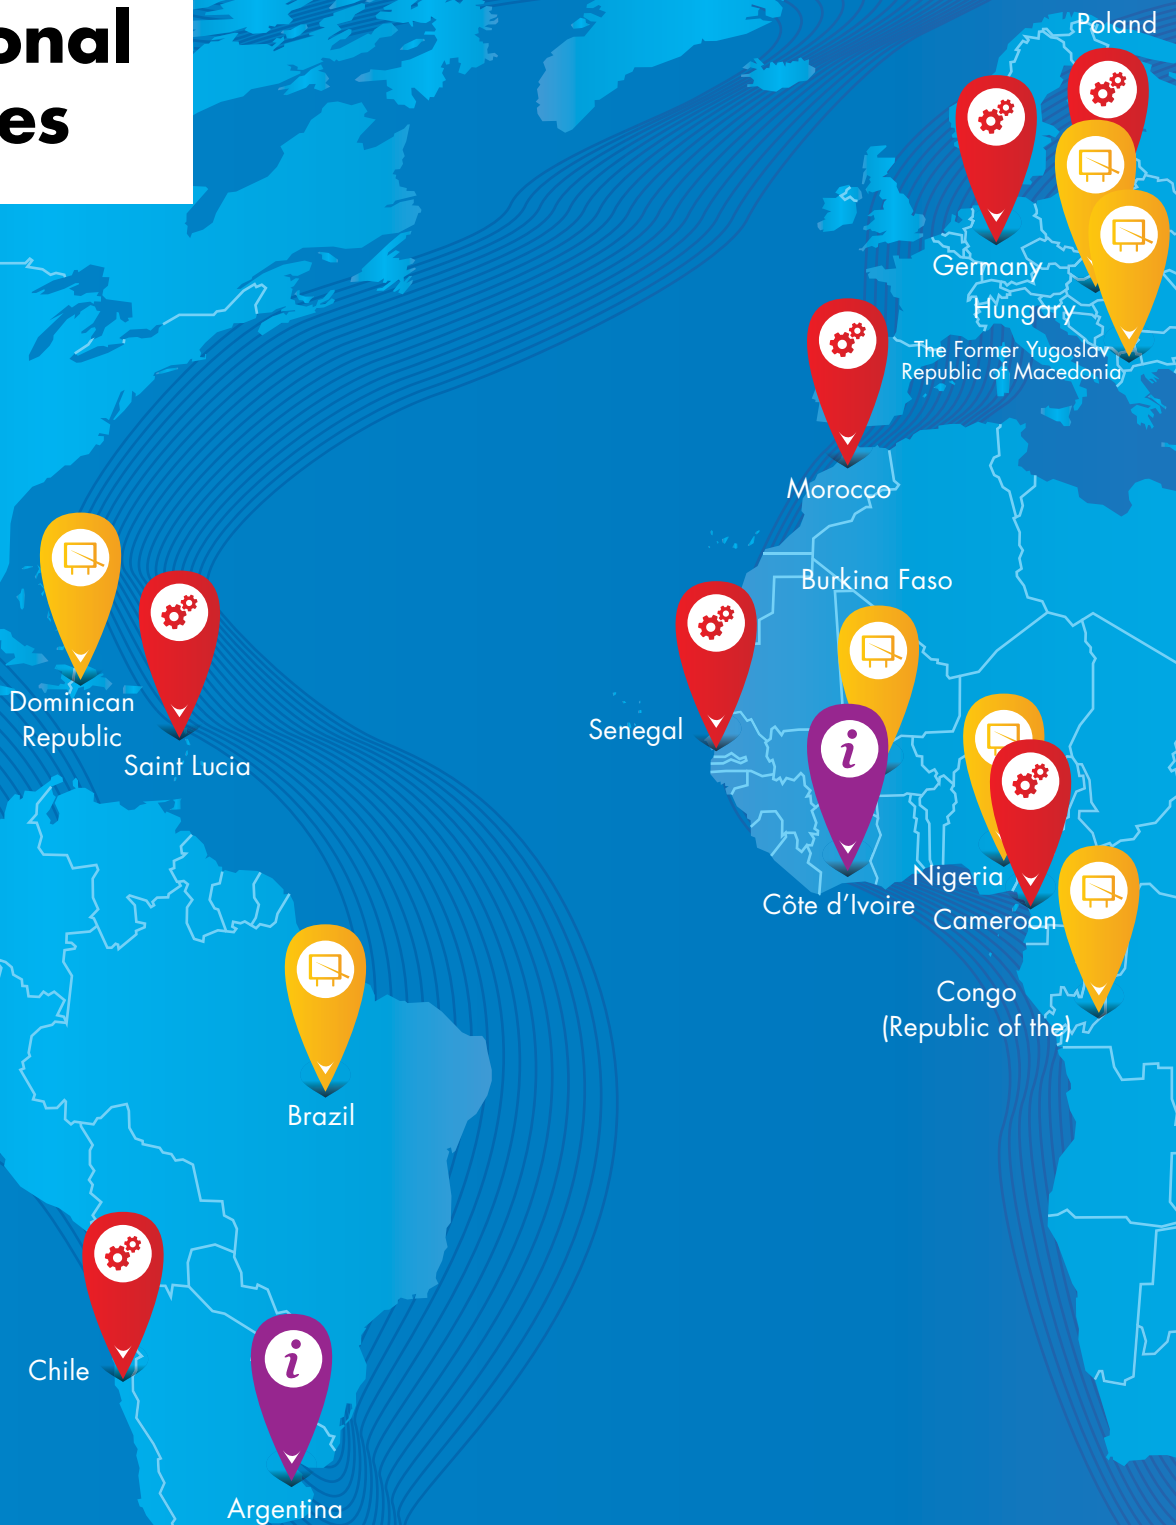 onal
es
Poland
Germany
Hungary
The Former Yugoslav
Republic of Macedonia
Morocco
Burkina Faso
Dominican
Republic
Saint Lucia
Senegal
Nigeria
Côte d'Ivoire
Cameroon
Congo
(Republic of the)
Brazil
Chile
Argentina